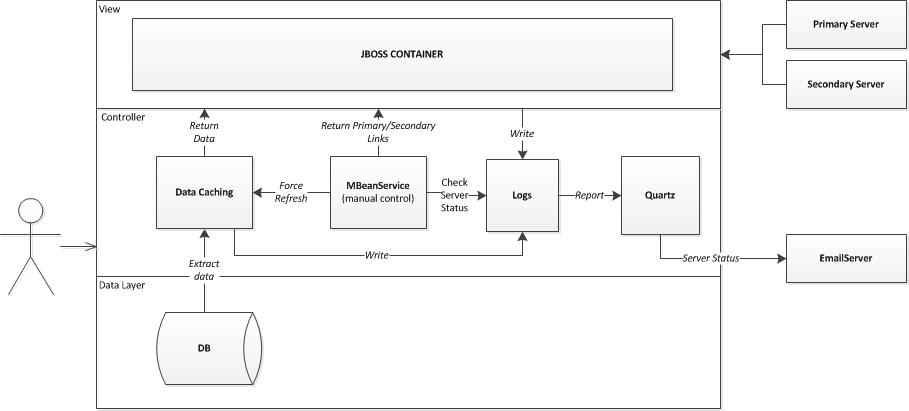 View
JBOSS CONTAINER
Primary Server
Secondary Server
Controller
Return
Data
Return Primary/Secondary
Links
Write
Data Caching
Force
Refresh
MBeanService
(manual control)
Check
Server
Status
Logs
Report
Quartz
Write
Server Status
EmailServer
Extract
data
Data Layer
DB